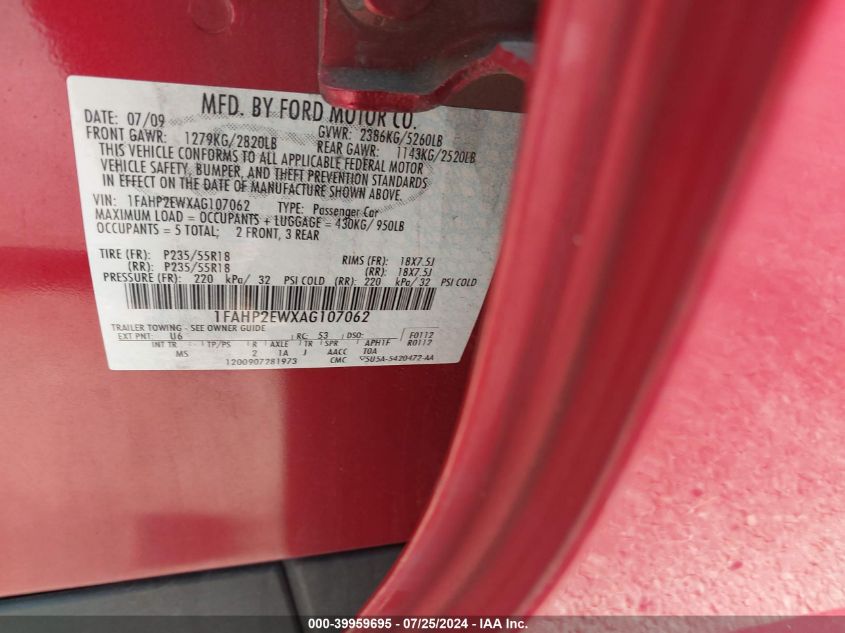 MFD. BY FORD MOTOR CO.
DATE: 07/09 GVWR: 2386KG/5260LB
FRONT GAWR: 1279KG/2820LB REAR GAWR: 1143KG/2520LB
THIS VEHICLE CONFORMS TO ALL APPLICABLE FEDERAL MOTOR
VEHICLE SAFETY, BUMPER, AND THEFT PREVENTION STANDARDS
IN EFFECT ON THE DATE OF MANUFACTURE SHOWN ABOVE.
VIN: 1FAHP2EWXAG107062 TYPE: Passenger Car
MAXIMUM LOAD = OCCUPANTS + LUGGAGE = 430KG/ 950LB
OCCUPANTS = 5 TOTAL; 2 FRONT, 3 REAR
TIRE (FR): P235/55R18 RIMS (FR): 18X7.5J
(RR): P235/55R18 (RR): 18X7.5J
PRESSURE (FR): 220 kPa/ 32 PSI COLD (RR): 220 kPa/ 32 PSI COLD
1FAHP2EWXAG107062
TRAILER TOWING - SEE OWNER GUIDE
EXT PNT: U6 RC: 53 DSO: F0112
INT TR TP/PS R AXLE TR SPR APHTF R0112
MS 2 1A J AACC T0A
1200907281973 CMC 5U5A-5420472-AA
000-39959695 - 07/25/2024 - IAAI.COM